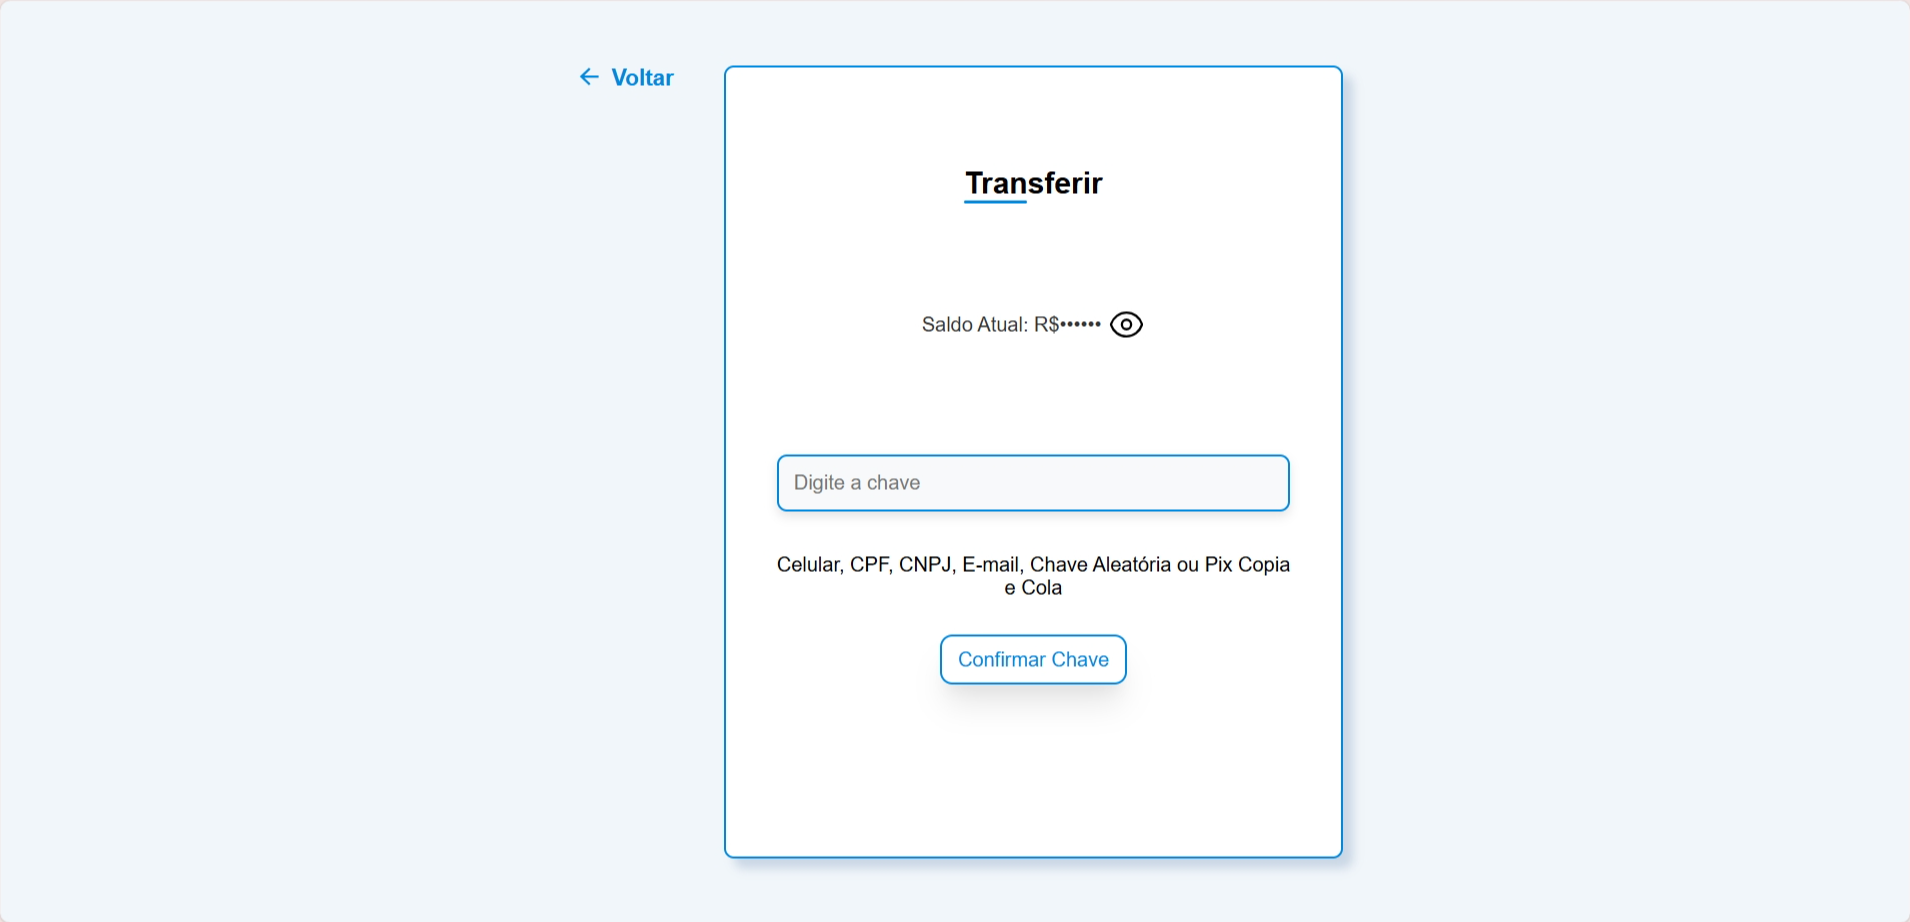 Voltar
Transferir
Saldo Atual: R$••••••
Digite a chave
Celular, CPF, CNPJ, E-mail, Chave Aleatória ou Pix Copia
e Cola
Confirmar Chave